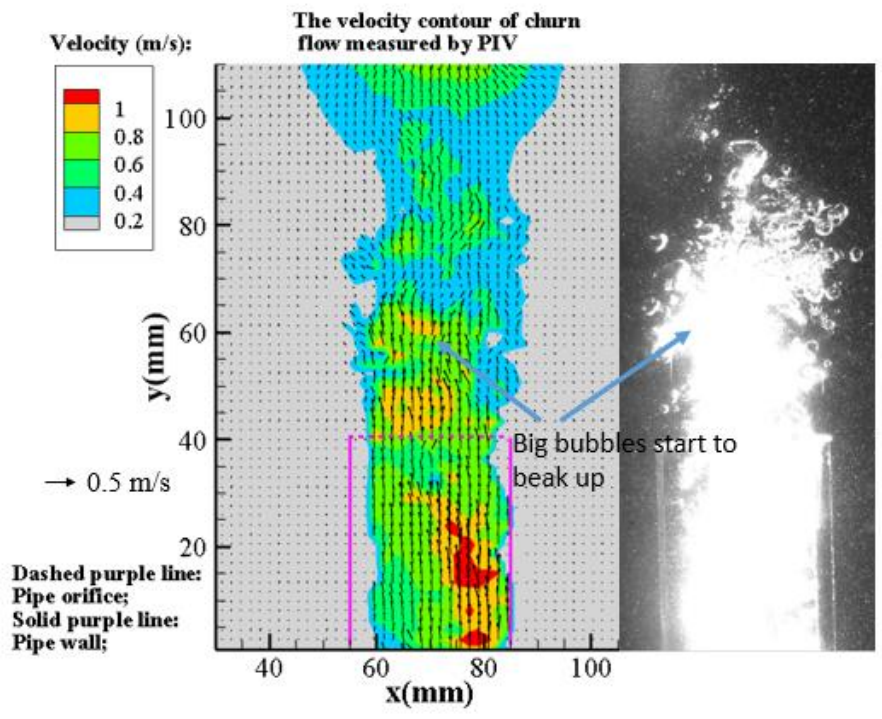 The velocity contour of churn
flow measured by PIV
Velocity (m/s):
1
0.8
0.6
0.4
0.2
100
80
60
40
20
y(mm)
0.5 m/s
Big bubbles start to
beak up
Dashed purple line:
Pipe orifice;
Solid purple line:
Pipe wall;
40 60 80 100
x(mm)